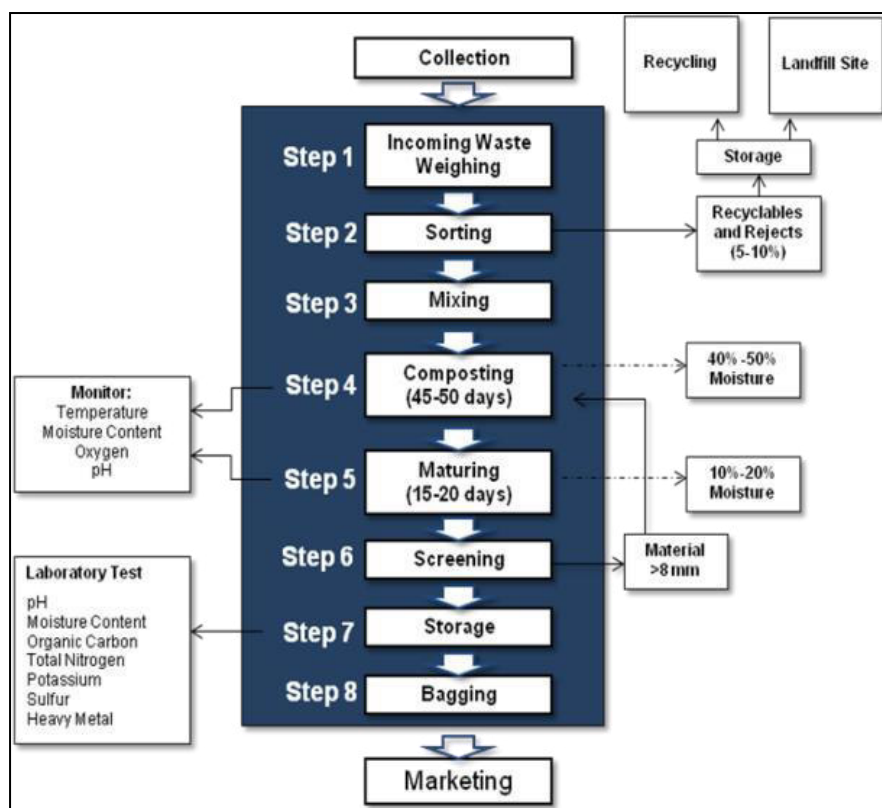 Collection
Recycling
Landfill Site
Storage
Recyclables
and Rejects
(5-10%)
Step 1
Incoming Waste
Weighing
Step 2
Sorting
Step 3
Mixing
Step 4
Composting
(45-50 days)
40% -50%
Moisture
Monitor:
Temperature
Moisture Content
Oxygen
pH
Step 5
Maturing
(15-20 days)
10%-20%
Moisture
Step 6
Screening
Material
>8 mm
Laboratory Test
pH
Moisture Content
Organic Carbon
Total Nitrogen
Potassium
Sulfur
Heavy Metal
Step 7
Storage
Step 8
Bagging
Marketing